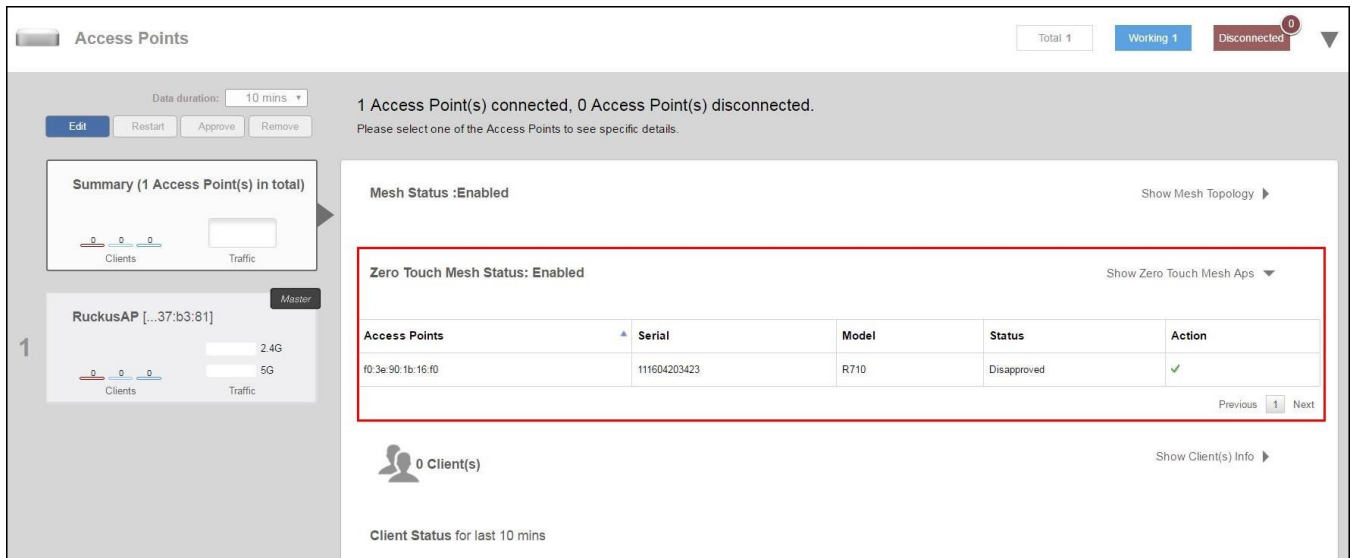 Access Points
Total 1
Working 1
Disconnected
0
Data duration: 10 mins
Edit
Restart
Approve
Remove
1 Access Point(s) connected, 0 Access Point(s) disconnected.
Please select one of the Access Points to see specific details.
Summary (1 Access Point(s) in total)
0 0 0
Clients Traffic
1
Master
RuckusAP [...37:b3:81]
2.4G
5G
0 0 0
Clients Traffic
Mesh Status :Enabled
Show Mesh Topology
Zero Touch Mesh Status: Enabled
Show Zero Touch Mesh Aps
Access Points Serial Model Status Action
f0:3e:90:1b:16:f0 111604203423 R710 Disapproved
Previous 1 Next
0 Client(s)
Show Client(s) Info
Client Status for last 10 mins